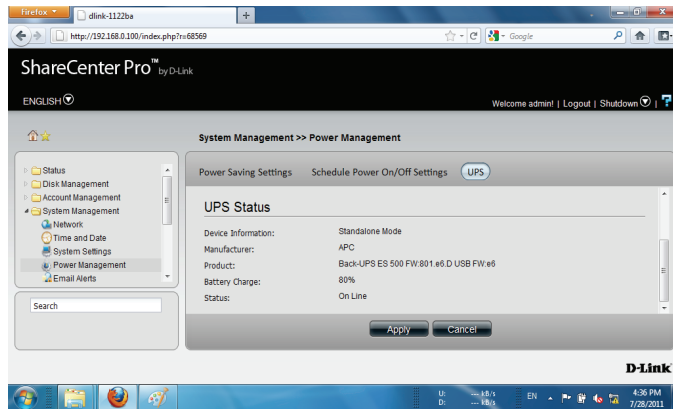 Firefox
dlink-1122ba
http://192.168.0.100/index.php?r=68569
Google
ShareCenter Pro™ by D-Link
ENGLISH
Welcome admin! | Logout | Shutdown | ?
System Management >> Power Management
Status
Disk Management
Account Management
System Management
Network
Time and Date
System Settings
Power Management
Email Alerts
Search
Power Saving Settings Schedule Power On/Off Settings UPS
UPS Status
Device Information: Standalone Mode
Manufacturer: APC
Product: Back-UPS ES 500 FW:801.e6.D USB FW:e6
Battery Charge: 80%
Status: On Line
Apply Cancel
D-Link
U: --- kB/s
D: --- kB/s
EN
4:36 PM
7/28/2011